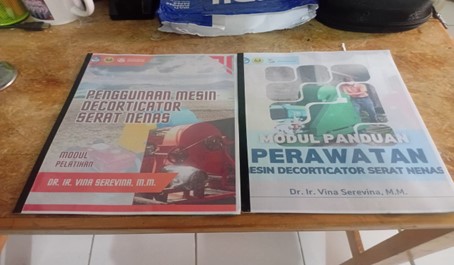 PENGGUNAAN MESIN
DECORTICATOR
SERAT NENAS
MODUL
PELATIHAN
DR. IR. VINA SEREVINA, M.M.
MODUL PANDUAN
PERAWATAN
ESIN DECORTICATOR SERAT NENAS
Dr. Ir. Vina Serevina, M.M.